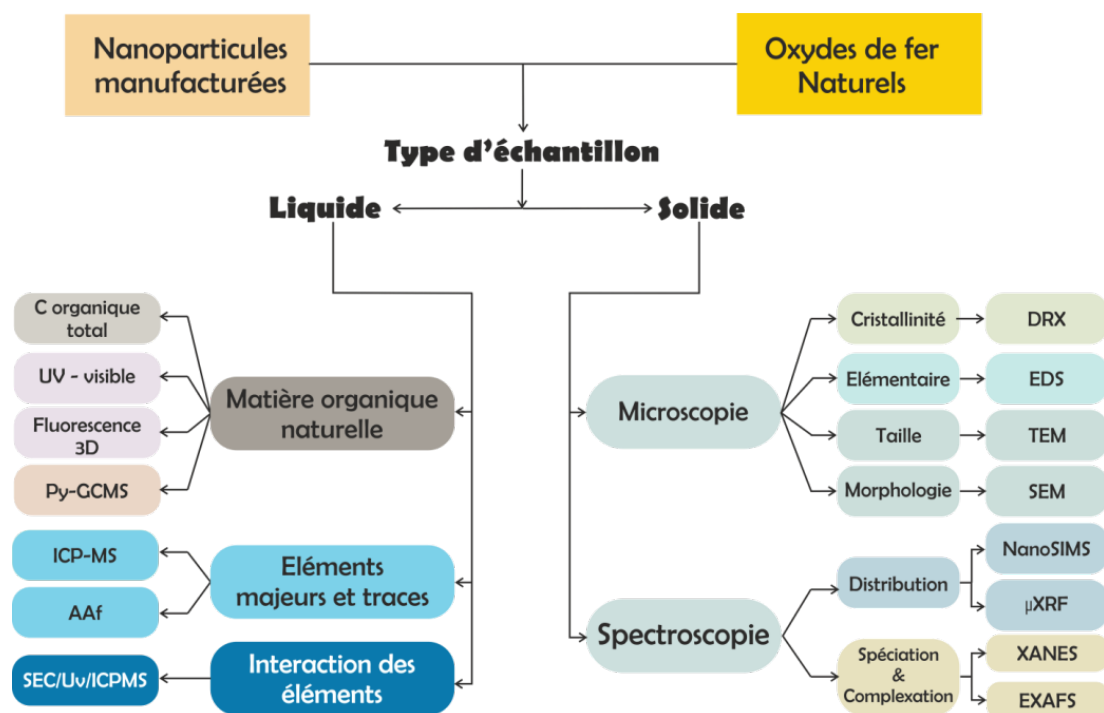 Nanoparticules
manufacturées
Oxydes de fer
Naturels
Type d'échantillon
Liquide
Solide
C organique
total
UV - visible
Fluorescence
3D
Py-GCMS
Matière organique
naturelle
ICP-MS
AAf
Eléments
majeurs et traces
SEC/Uv/ICPMS
Interaction des
éléments
Microscopie
Cristallinité
DRX
Elémentaire
EDS
Taille
TEM
Morphologie
SEM
Spectroscopie
Distribution
NanoSIMS
µXRF
Spéciation
&
Complexation
XANES
EXAFS